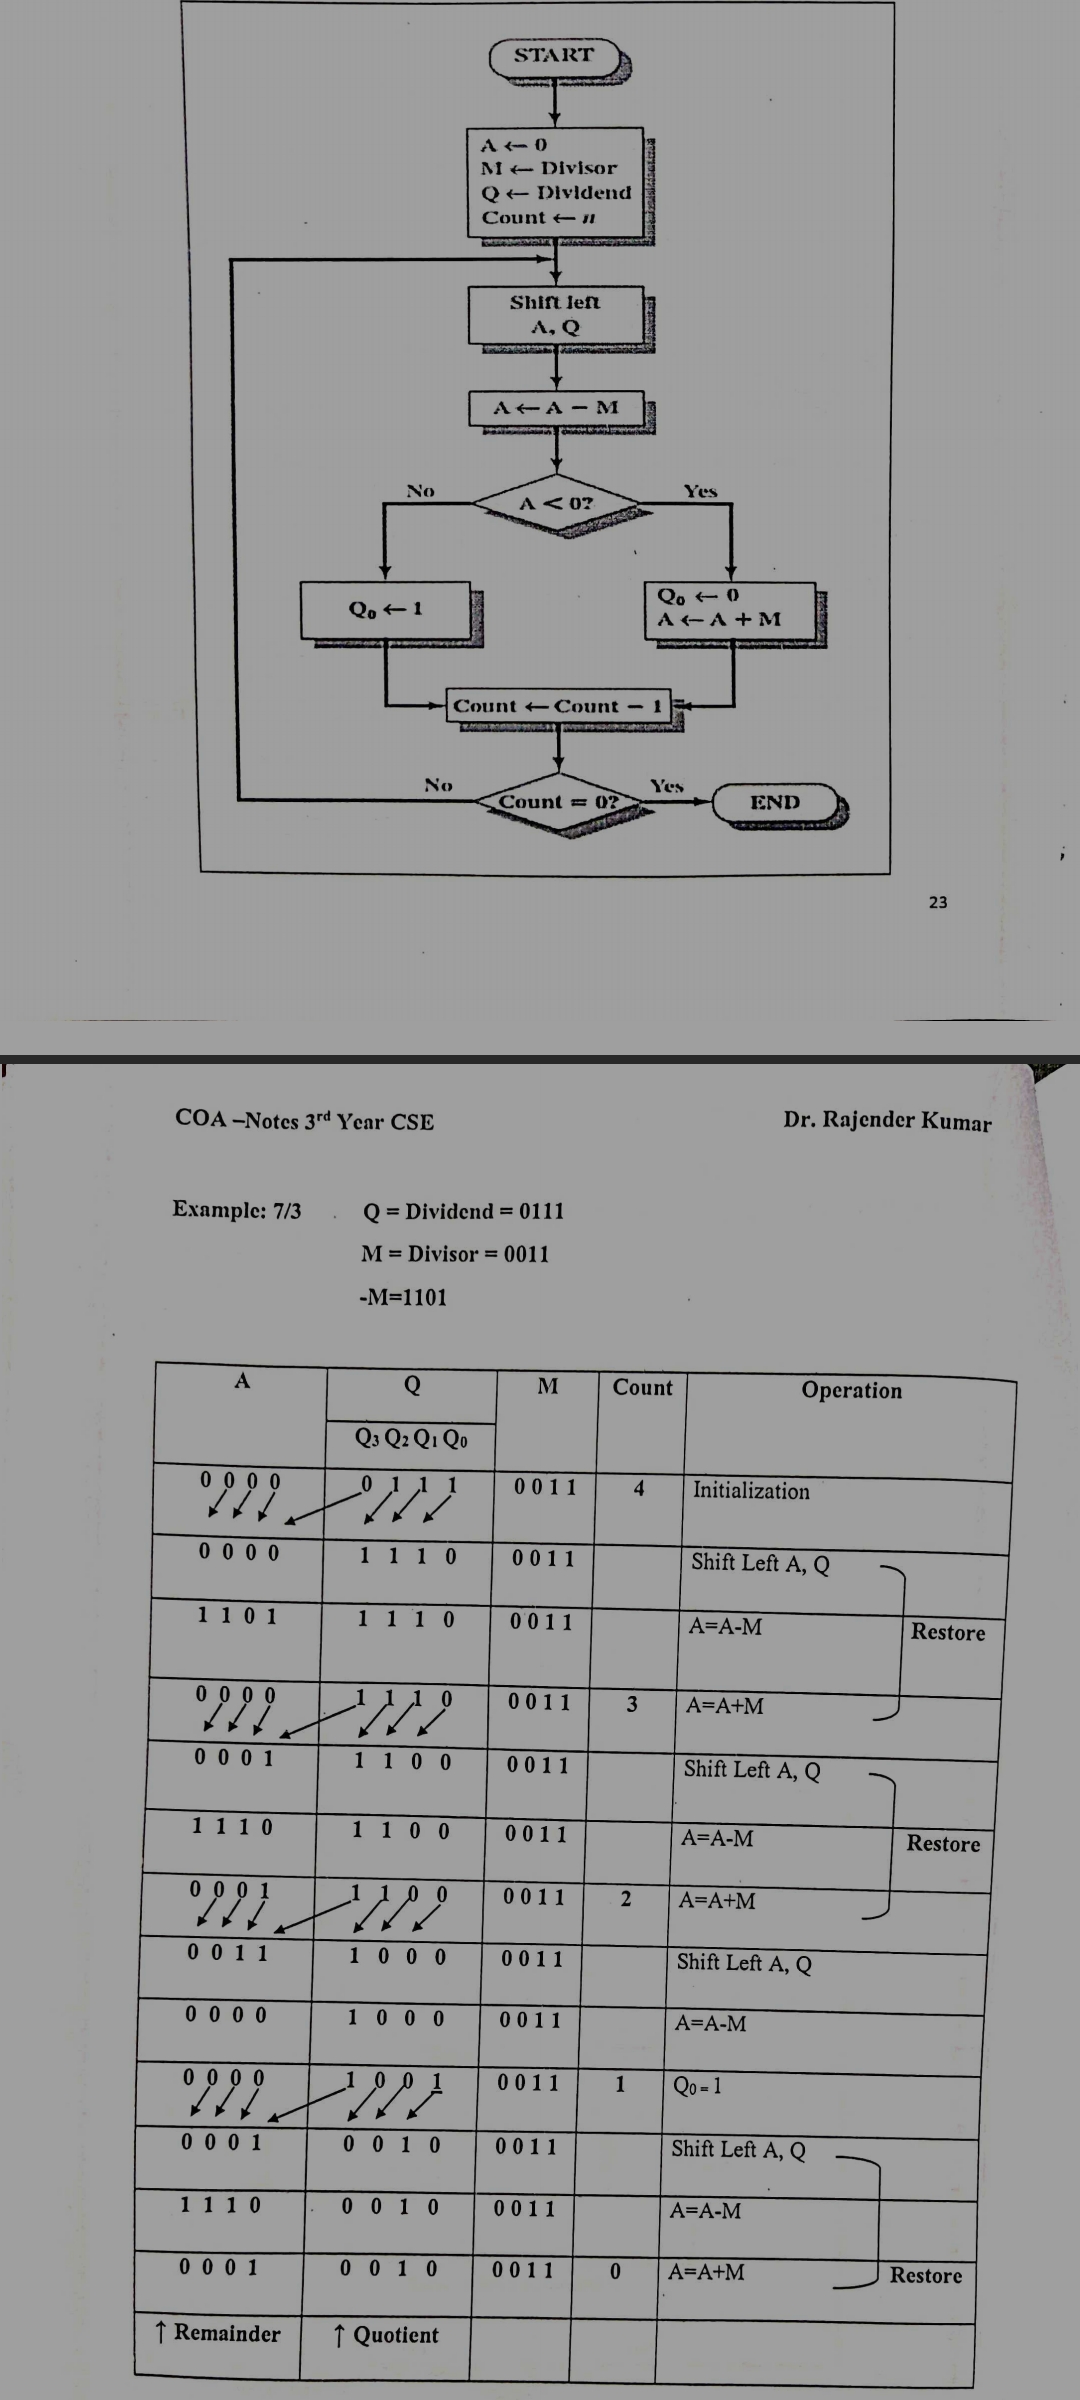 START
A ← 0
M ← Divisor
Q ← Dividend
Count ← n
Shift left
A, Q
A ← A − M
No
A < 0?
Yes
Q₀ ← 1
Q₀ ← 0
A ← A + M
Count ← Count − 1
No
Count = 0?
Yes
END
23
COA –Notes 3rd Year CSE Dr. Rajender Kumar
Example: 7/3 Q = Dividend = 0111
M = Divisor = 0011
-M=1101
A Q M Count Operation
Q3 Q2 Q1 Q0
0 0 0 0 0 1 1 1 0 0 1 1 4 Initialization
0 0 0 0 1 1 1 0 0 0 1 1 Shift Left A, Q
1 1 0 1 1 1 1 0 0 0 1 1 A=A-M Restore
0 0 0 0 1 1 1 0 0 0 1 1 3 A=A+M
0 0 0 1 1 1 0 0 0 0 1 1 Shift Left A, Q
1 1 1 0 1 1 0 0 0 0 1 1 A=A-M Restore
0 0 0 1 1 1 0 0 0 0 1 1 2 A=A+M
0 0 1 1 1 0 0 0 0 0 1 1 Shift Left A, Q
0 0 0 0 1 0 0 0 0 0 1 1 A=A-M
0 0 0 0 1 0 0 1 0 0 1 1 1 Q0 = 1
0 0 0 1 0 0 1 0 0 0 1 1 Shift Left A, Q
1 1 1 0 0 0 1 0 0 0 1 1 A=A-M
0 0 0 1 0 0 1 0 0 0 1 1 0 A=A+M Restore
↑ Remainder ↑ Quotient